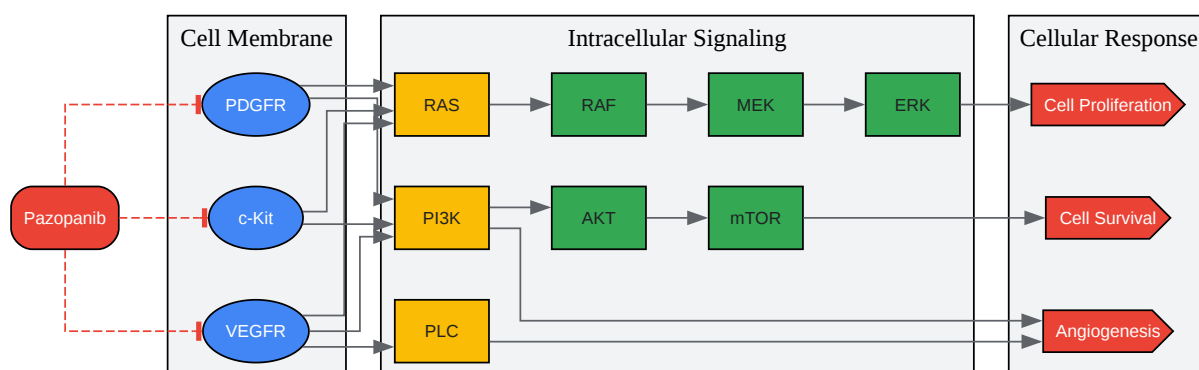 Cell Membrane
Intracellular Signaling
Cellular Response
PDGFR
RAS
RAF
MEK
ERK
Cell Proliferation
Pazopanib
c-Kit
PI3K
AKT
mTOR
Cell Survival
VEGFR
PLC
Angiogenesis